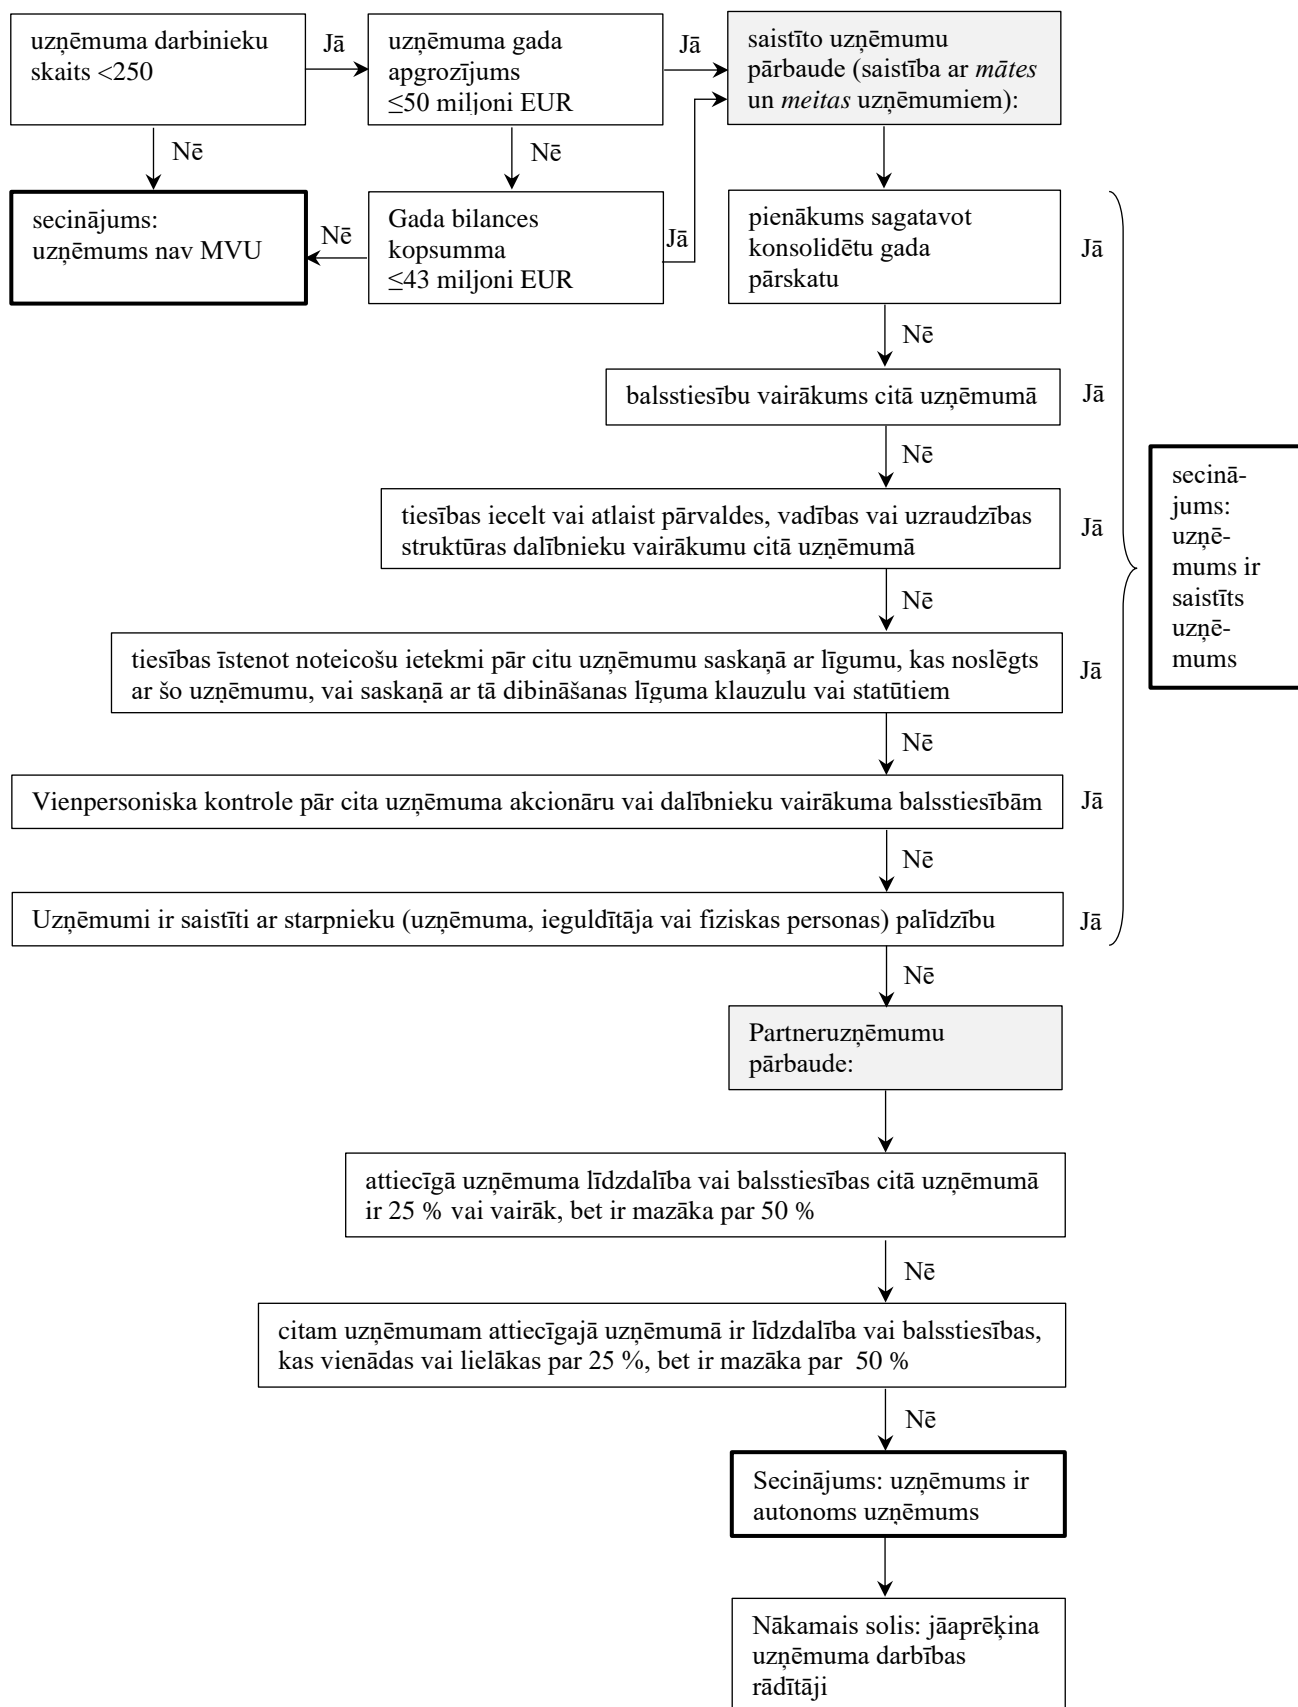 uzņēmuma darbinieku
skaits <250
Jā
uzņēmuma gada
apgrozījums
≤50 miljoni EUR
Jā
saistīto uzņēmumu
pārbaude (saistība ar mātes
un meitas uzņēmumiem):
Nē
Nē
secinājums:
uzņēmums nav MVU
Nē
Gada bilances
kopsumma
≤43 miljoni EUR
Jā
pienākums sagatavot
konsolidētu gada
pārskatu
Jā
Nē
balsstiesību vairākums citā uzņēmumā
Jā
Nē
tiesības iecelt vai atlaist pārvaldes, vadības vai uzraudzības
struktūras dalībnieku vairākumu citā uzņēmumā
Jā
secinā-
jums:
uzņē-
mums ir
saistīts
uzņē-
mums
Nē
tiesības īstenot noteicošu ietekmi pār citu uzņēmumu saskaņā ar līgumu, kas noslēgts
ar šo uzņēmumu, vai saskaņā ar tā dibināšanas līguma klauzulu vai statūtiem
Jā
Nē
Vienpersoniska kontrole pār cita uzņēmuma akcionāru vai dalībnieku vairākuma balsstiesībām
Jā
Nē
Uzņēmumi ir saistīti ar starpnieku (uzņēmuma, ieguldītāja vai fiziskas personas) palīdzību
Jā
Nē
Partneruzņēmumu
pārbaude:
attiecīgā uzņēmuma līdzdalība vai balsstiesības citā uzņēmumā
ir 25 % vai vairāk, bet ir mazāka par 50 %
Nē
citam uzņēmumam attiecīgajā uzņēmumā ir līdzdalība vai balsstiesības,
kas vienādas vai lielākas par 25 %, bet ir mazāka par 50 %
Nē
Secinājums: uzņēmums ir
autonoms uzņēmums
Nākamais solis: jāaprēķina
uzņēmuma darbības
rādītāji